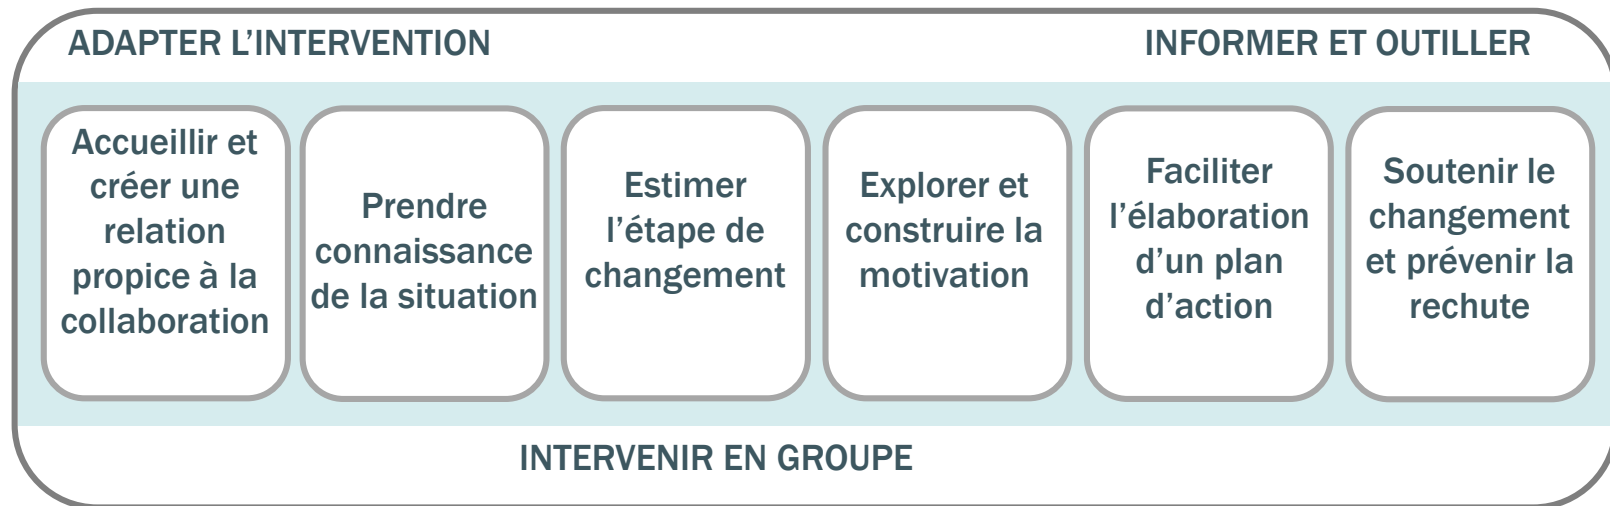 ADAPTER L’INTERVENTION
INFORMER ET OUTILLER
Accueillir et
créer une
relation
propice à la
collaboration
Prendre
connaissance
de la situation
Estimer
l’étape de
changement
Explorer et
construire la
motivation
Faciliter
l’élaboration
d’un plan
d’action
Soutenir le
changement
et prévenir la
rechute
INTERVENIR EN GROUPE